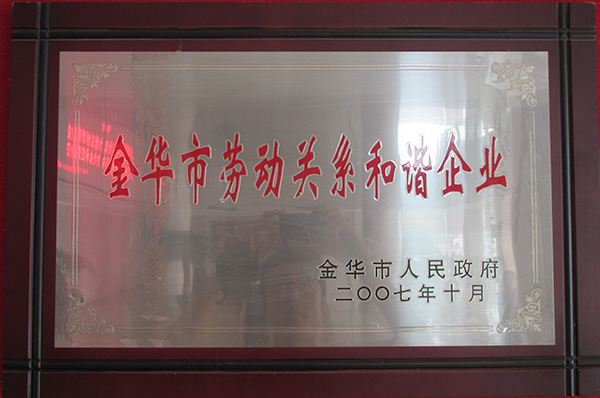 金华市劳动关系和谐企业
金华市人民政府
二〇〇七年十月